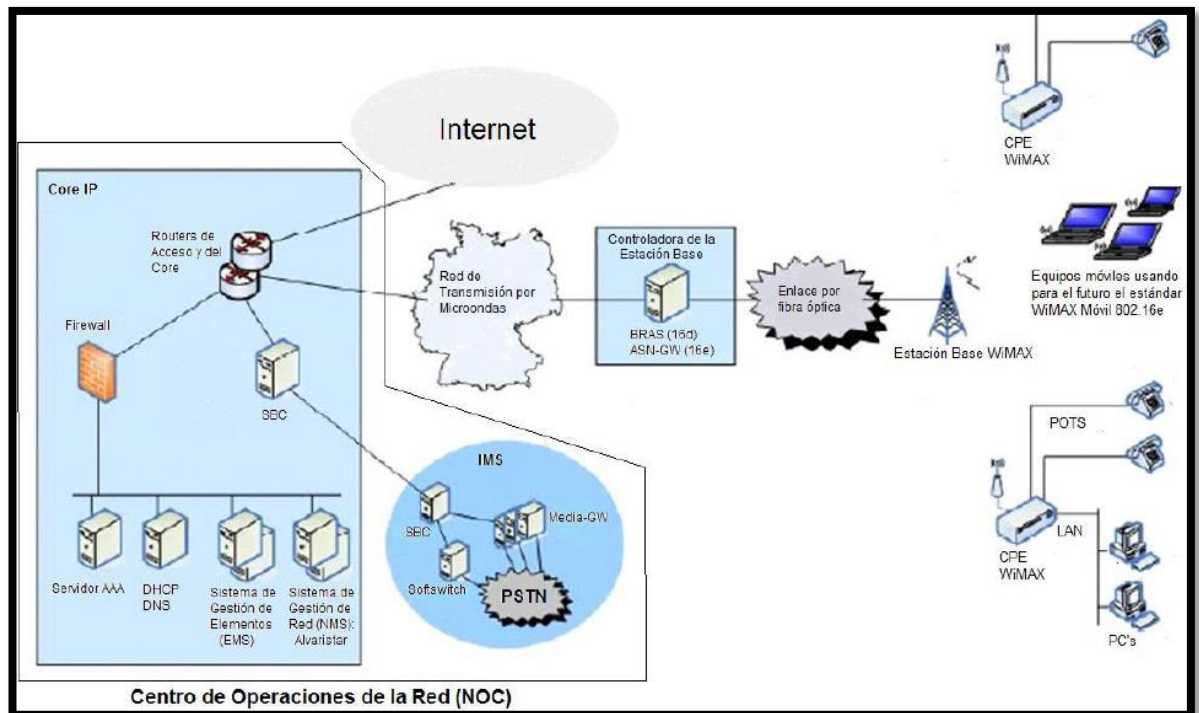 Internet
CPE
WiMAX
Core IP
Routers de
Acceso y del
Core
Firewall
SBC
Red de
Transmisión por
Microondas
Controladora de la
Estación Base
BRAS (16d)
ASN-GW (16e)
Enlace por
fibra óptica
Estación Base WiMAX
Equipos móviles usando
para el futuro el estándar
WiMAX Móvil 802.16e
POTS
LAN
CPE
WiMAX
PC's
IMS
SBC
Media-GW
Softswitch
PSTN
Servidor AAA
DHCP
DNS
Sistema de
Gestión de
Elementos
(EMS)
Sistema de
Gestión de
Red (NMS):
Alvaristar
Centro de Operaciones de la Red (NOC)